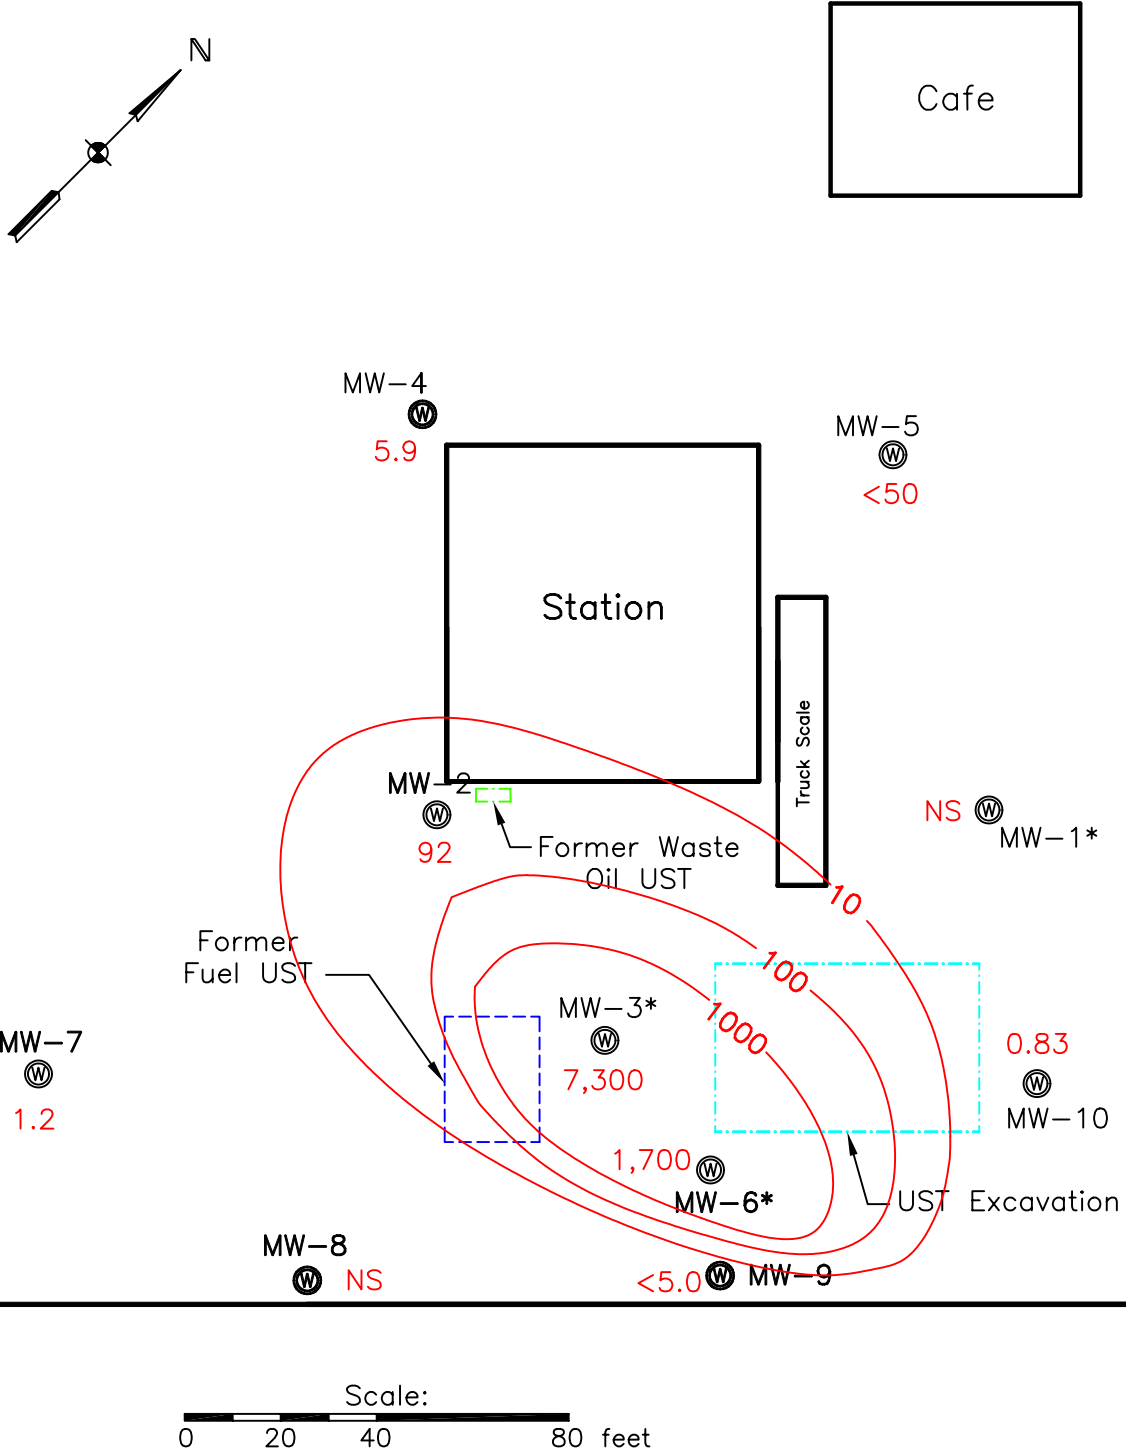 N
Cafe
MW-4
5.9
MW-5
<50
Station
Truck Scale
MW-2
92
Former Waste
Oil UST
NS
MW-1*
10
100
1000
Former
Fuel UST
MW-3*
7,300
MW-7
1.2
0.83
MW-10
1,700
MW-6*
UST Excavation
MW-8
NS
<5.0
MW-9
Scale:
0 20 40 80 feet